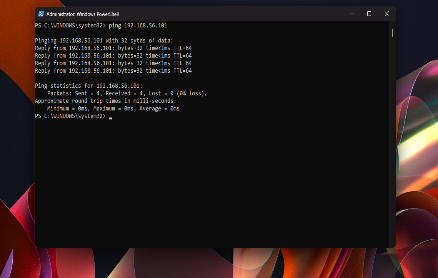 Administrator: Windows PowerShell
PS C:\WINDOWS\system32> ping 192.168.56.101
Pinging 192.168.56.101 with 32 bytes of data:
Reply from 192.168.56.101: bytes=32 time<1ms TTL=64
Reply from 192.168.56.101: bytes=32 time<1ms TTL=64
Reply from 192.168.56.101: bytes=32 time<1ms TTL=64
Reply from 192.168.56.101: bytes=32 time<1ms TTL=64
Ping statistics for 192.168.56.101:
Packets: Sent = 4, Received = 4, Lost = 0 (0% loss),
Approximate round trip times in milli-seconds:
Minimum = 0ms, Maximum = 0ms, Average = 0ms
PS C:\WINDOWS\system32>